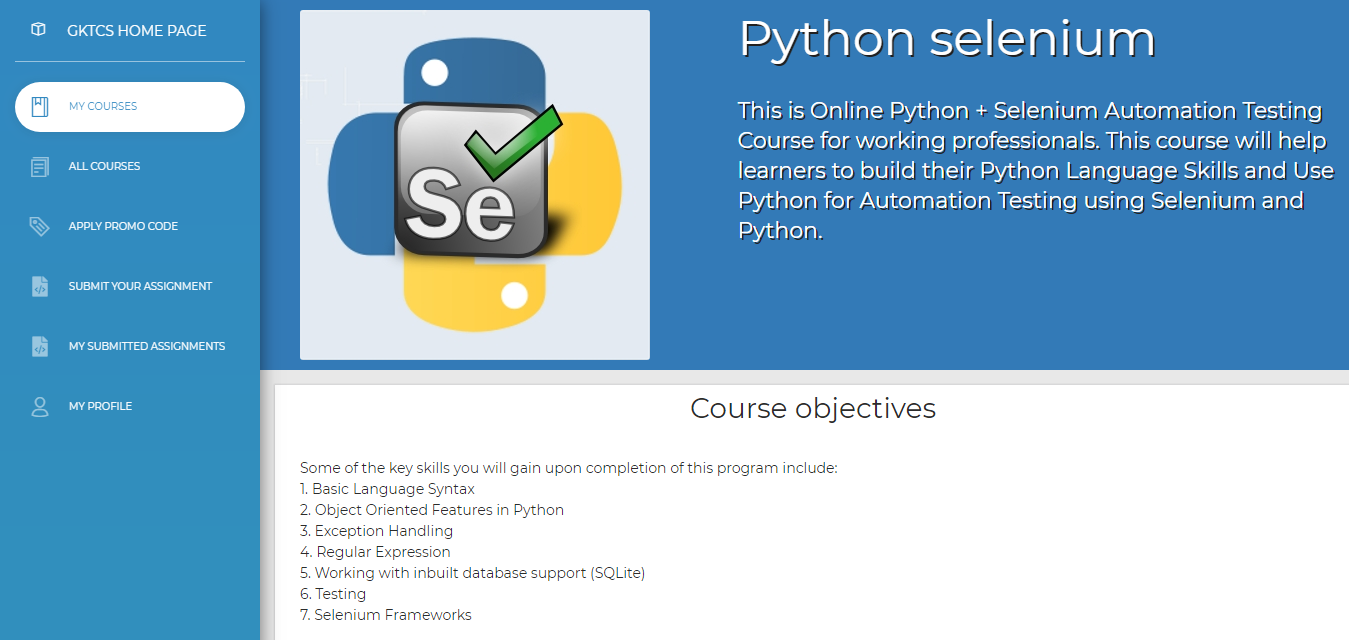 GKTCS HOME PAGE
MY COURSES
ALL COURSES
APPLY PROMO CODE
SUBMIT YOUR ASSIGNMENT
MY SUBMITTED ASSIGNMENTS
MY PROFILE
Se
Python selenium
This is Online Python + Selenium Automation Testing
Course for working professionals. This course will help
learners to build their Python Language Skills and Use
Python for Automation Testing using Selenium and
Python.
Course objectives
Some of the key skills you will gain upon completion of this program include:
1. Basic Language Syntax
2. Object Oriented Features in Python
3. Exception Handling
4. Regular Expression
5. Working with inbuilt database support (SQLite)
6. Testing
7. Selenium Frameworks